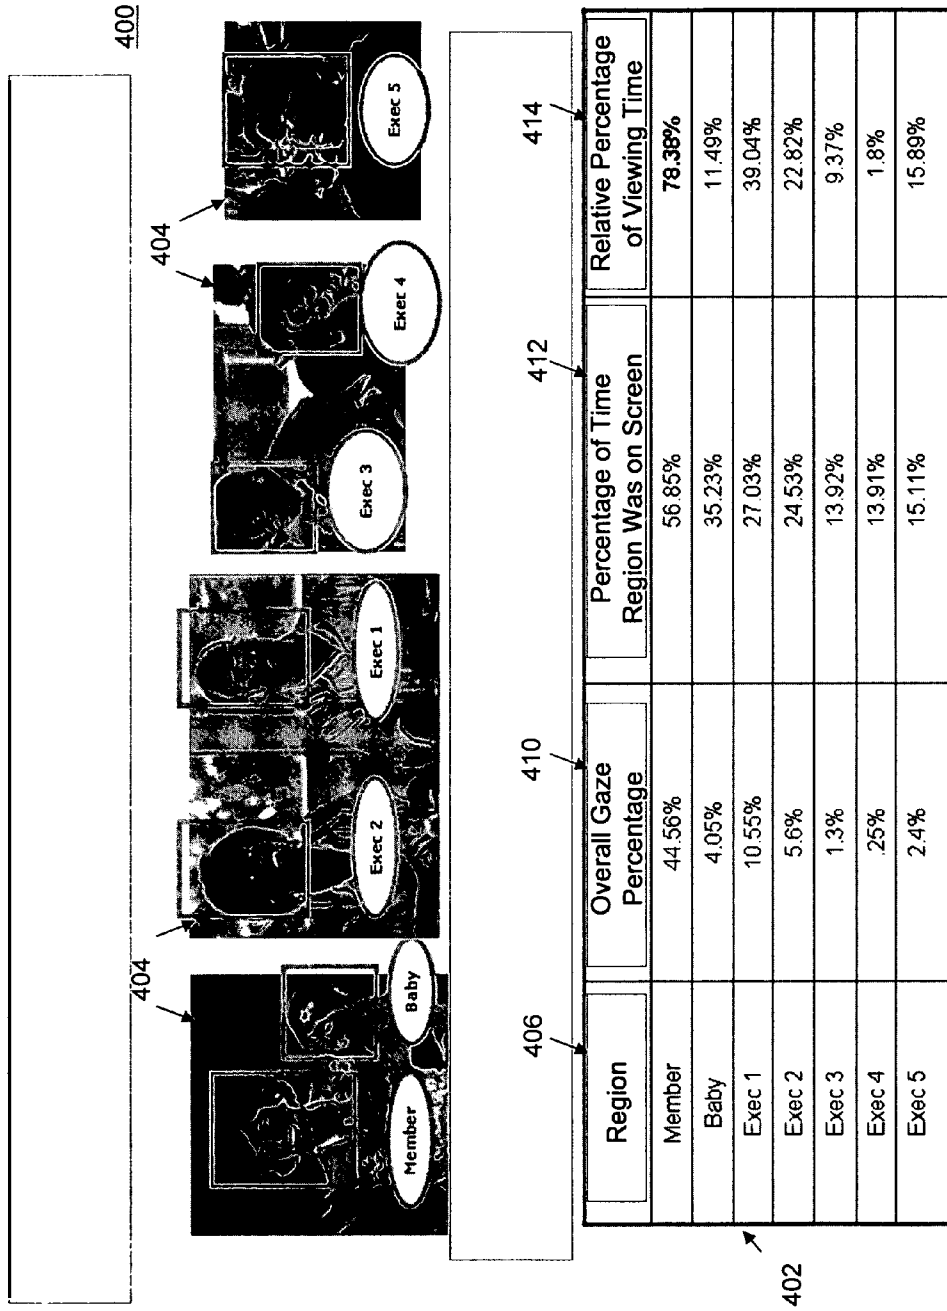 400
404
404
Member
Baby
Exec 2
Exec 1
Exec 3
Exec 4
Exec 5
406
410
412
414
402
Region
Overall Gaze
Percentage
Percentage of Time
Region Was on Screen
Relative Percentage
of Viewing Time
Member 44.56% 56.85% 78.38%
Baby 4.05% 35.23% 11.49%
Exec 1 10.55% 27.03% 39.04%
Exec 2 5.6% 24.53% 22.82%
Exec 3 1.3% 13.92% 9.37%
Exec 4 .25% 13.91% 1.8%
Exec 5 2.4% 15.11% 15.89%